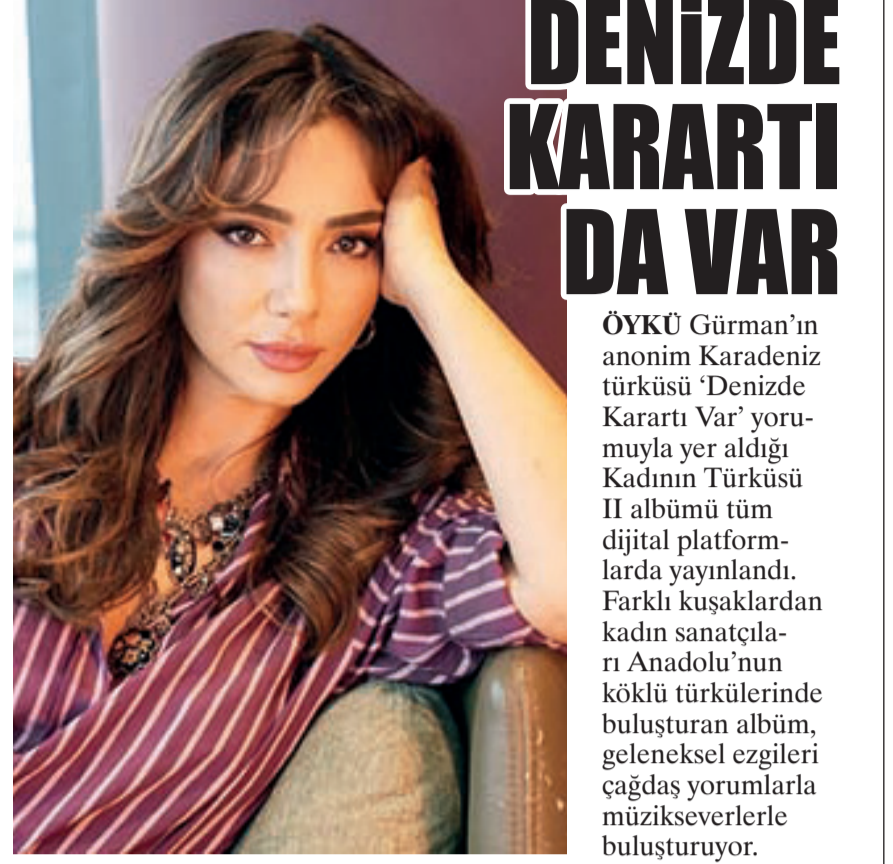 DENİZDE
KARARTI
DA VAR
ÖYKÜ Gürman’ın
anonim Karadeniz
türküsü ‘Denizde
Karartı Var’ yoru-
muyla yer aldığı
Kadının Türküsü
II albümü tüm
dijital platform-
larda yayınlandı.
Farklı kuşaklardan
kadın sanatçıla-
rı Anadolu’nun
köklü türkülerinde
buluşturan albüm,
geleneksel ezgileri
çağdaş yorumlarla
müzikseverlerle
buluşturuyor.